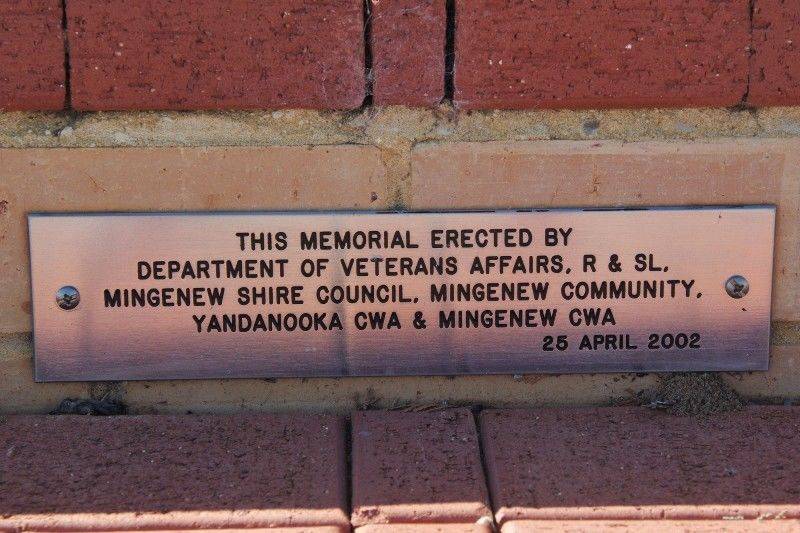 THIS MEMORIAL ERECTED BY
DEPARTMENT OF VETERANS AFFAIRS, R & SL,
MINGENEW SHIRE COUNCIL, MINGENEW COMMUNITY,
YANDANOOKA CWA & MINGENEW CWA
25 APRIL 2002